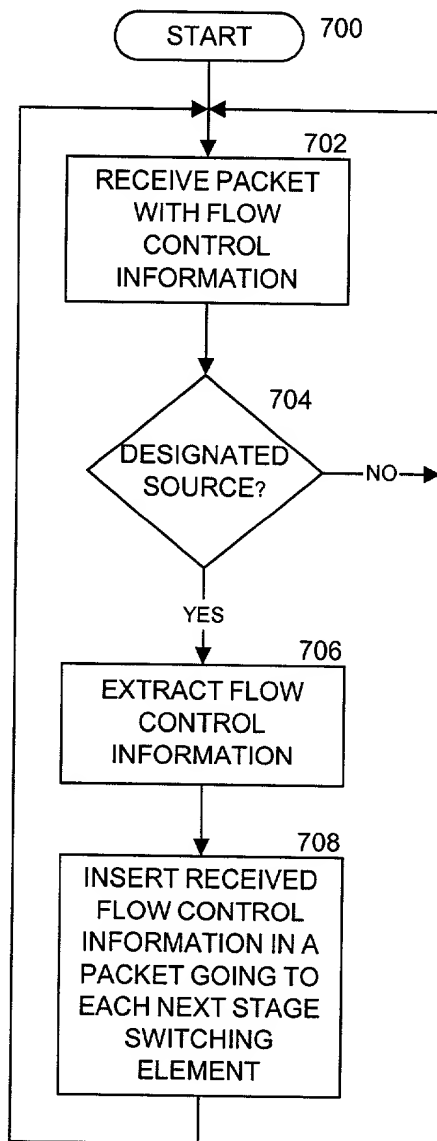 START
700
702
RECEIVE PACKET
WITH FLOW
CONTROL
INFORMATION
704
DESIGNATED
SOURCE?
NO
YES
706
EXTRACT FLOW
CONTROL
INFORMATION
708
INSERT RECEIVED
FLOW CONTROL
INFORMATION IN A
PACKET GOING TO
EACH NEXT STAGE
SWITCHING
ELEMENT